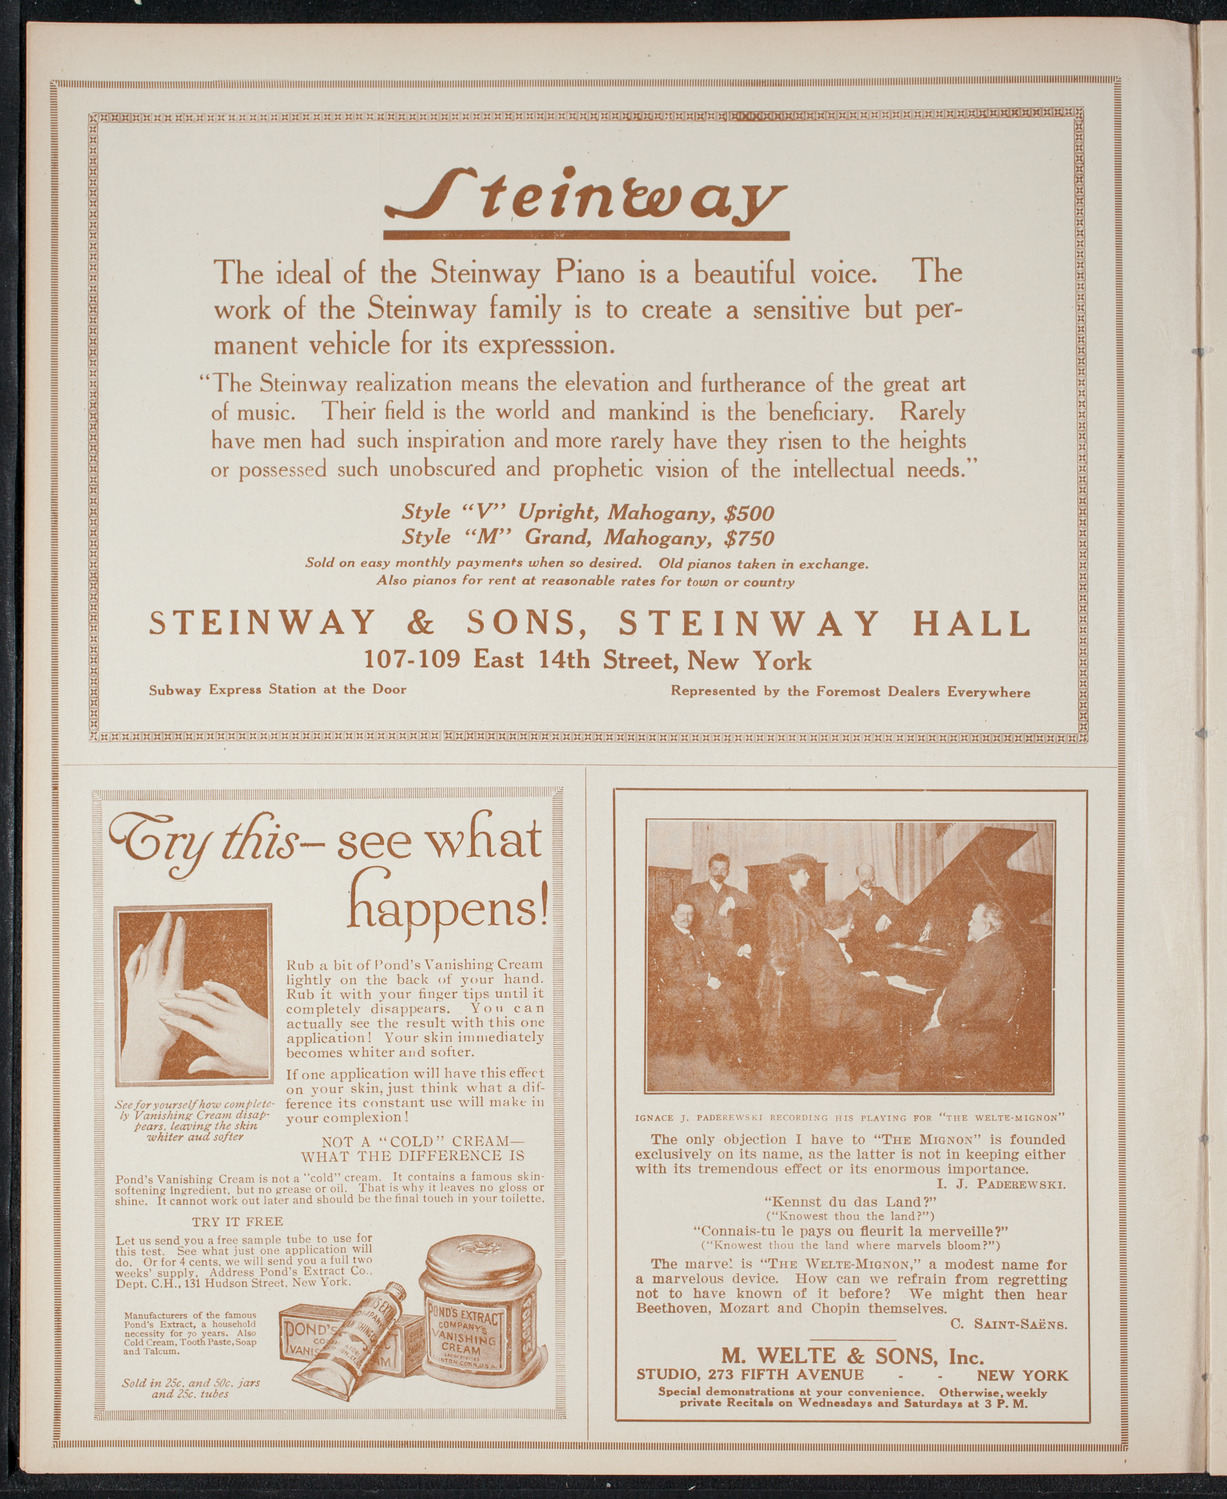 Steinway
The ideal of the Steinway Piano is a beautiful voice. The
work of the Steinway family is to create a sensitive but per-
manent vehicle for its expresssion.
“The Steinway realization means the elevation and furtherance of the great art
of music. Their field is the world and mankind is the beneficiary. Rarely
have men had such inspiration and more rarely have they risen to the heights
or possessed such unobscured and prophetic vision of the intellectual needs.”
Style “V” Upright, Mahogany, $500
Style “M” Grand, Mahogany, $750
Sold on easy monthly payments when so desired. Old pianos taken in exchange.
Also pianos for rent at reasonable rates for town or country
STEINWAY & SONS, STEINWAY HALL
107-109 East 14th Street, New York
Subway Express Station at the Door
Represented by the Foremost Dealers Everywhere
Try this—see what
happens!
Rub a bit of Pond's Vanishing Cream
lightly on the back of your hand.
Rub it with your finger tips until it
completely disappears. You can
actually see the result with this one
application! Your skin immediately
becomes whiter and softer.
If one application will have this effect
on your skin, just think what a dif-
ference its constant use will make in
your complexion!
See for yourself how complete-
ly Vanishing Cream disap-
pears, leaving the skin
whiter aud softer
NOT A “COLD” CREAM—
WHAT THE DIFFERENCE IS
Pond's Vanishing Cream is not a “cold” cream. It contains a famous skin-
softening ingredient, but no grease or oil. That is why it leaves no gloss or
shine. It cannot work out later and should be the final touch in your toilette.
TRY IT FREE
Let us send you a free sample tube to use for
this test. See what just one application will
do. Or for 4 cents, we will send you a full two
weeks' supply. Address Pond's Extract Co.,
Dept. C.H., 131 Hudson Street, New York.
Manufacturers of the famous
Pond's Extract, a household
necessity for 70 years. Also
Cold Cream, Tooth Paste, Soap
and Talcum.
Sold in 25c. and 50c. jars
and 25c. tubes
POND'S
VANIS
POND'S EXTRACT
COMPANY'S
VANISHING
CREAM
IGNACE J. PADEREWSKI RECORDING HIS PLAYING FOR “THE WELTE-MIGNON”
The only objection I have to “THE MIGNON” is founded
exclusively on its name, as the latter is not in keeping either
with its tremendous effect or its enormous importance.
I. J. PADEREWSKI.
“Kennst du das Land?”
(“Knowest thou the land?”)
“Connais-tu le pays ou fleurit la merveille?”
(“Knowest thou the land where marvels bloom?”)
The marvel is “THE WELTE-MIGNON,” a modest name for
a marvelous device. How can we refrain from regretting
not to have known of it before? We might then hear
Beethoven, Mozart and Chopin themselves.
C. SAINT-SAËNS.
M. WELTE & SONS, Inc.
STUDIO, 273 FIFTH AVENUE - - NEW YORK
Special demonstrations at your convenience. Otherwise, weekly
private Recitals on Wednesdays and Saturdays at 3 P. M.